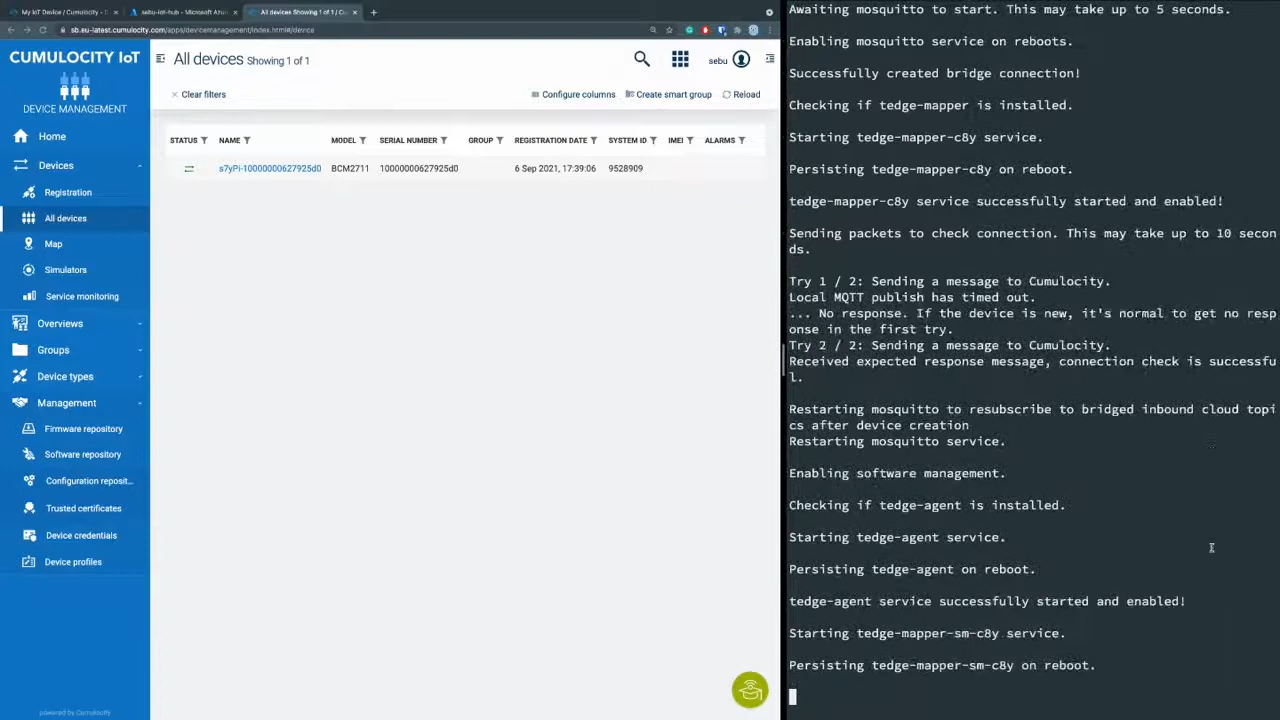 My IoT Device / Cumulocity - D
sebu-iot-hub - Microsoft Azur
All devices Showing 1 of 1 / Cu
sb.eu-latest.cumulocity.com/apps/devicemanagement/index.html#/device
CUMULOCITY IoT
DEVICE MANAGEMENT
Home
Devices
Registration
All devices
Map
Simulators
Service monitoring
Overviews
Groups
Device types
Management
Firmware repository
Software repository
Configuration reposit...
Trusted certificates
Device credentials
Device profiles
powered by Cumulocity
All devices Showing 1 of 1
sebu
Clear filters
Configure columns
Create smart group
Reload
STATUS NAME MODEL SERIAL NUMBER GROUP REGISTRATION DATE SYSTEM ID IMEI ALARMS
s7yPi-10000000627925d0 BCM2711 10000000627925d0 6 Sep 2021, 17:39:06 9528909
Awaiting mosquitto to start. This may take up to 5 seconds.
Enabling mosquitto service on reboots.
Successfully created bridge connection!
Checking if tedge-mapper is installed.
Starting tedge-mapper-c8y service.
Persisting tedge-mapper-c8y on reboot.
tedge-mapper-c8y service successfully started and enabled!
Sending packets to check connection. This may take up to 10 secon
ds.
Try 1 / 2: Sending a message to Cumulocity.
Local MQTT publish has timed out.
... No response. If the device is new, it's normal to get no resp
onse in the first try.
Try 2 / 2: Sending a message to Cumulocity.
Received expected response message, connection check is successfu
l.
Restarting mosquitto to resubscribe to bridged inbound cloud topi
cs after device creation
Restarting mosquitto service.
Enabling software management.
Checking if tedge-agent is installed.
Starting tedge-agent service.
Persisting tedge-agent on reboot.
tedge-agent service successfully started and enabled!
Starting tedge-mapper-sm-c8y service.
Persisting tedge-mapper-sm-c8y on reboot.